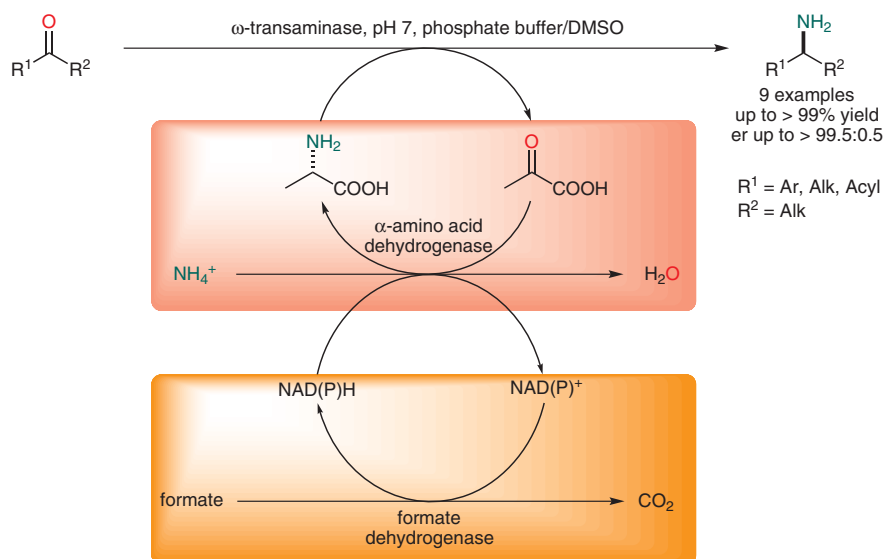 O
R¹ R²
ω-transaminase, pH 7, phosphate buffer/DMSO
NH₂
R¹ R²
9 examples
up to > 99% yield
er up to > 99.5:0.5
R¹ = Ar, Alk, Acyl
R² = Alk
NH₂
COOH
O
COOH
α-amino acid
dehydrogenase
NH₄⁺
H₂O
NAD(P)H
NAD(P)⁺
formate
CO₂
formate
dehydrogenase